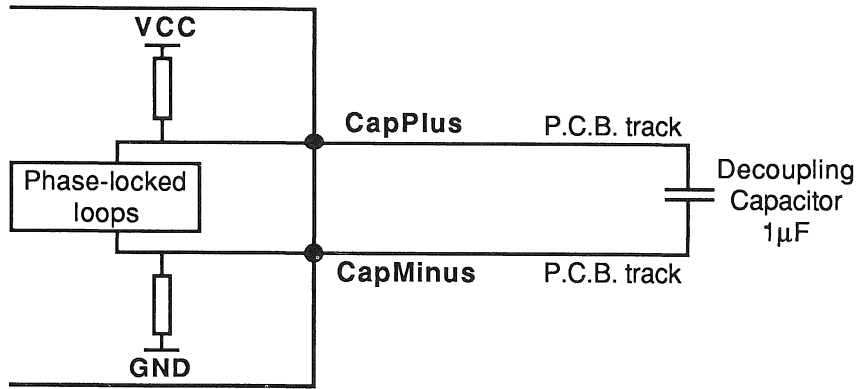 VCC
CapPlus
P.C.B. track
Phase-locked
loops
Decoupling
Capacitor
1µF
CapMinus
P.C.B. track
GND